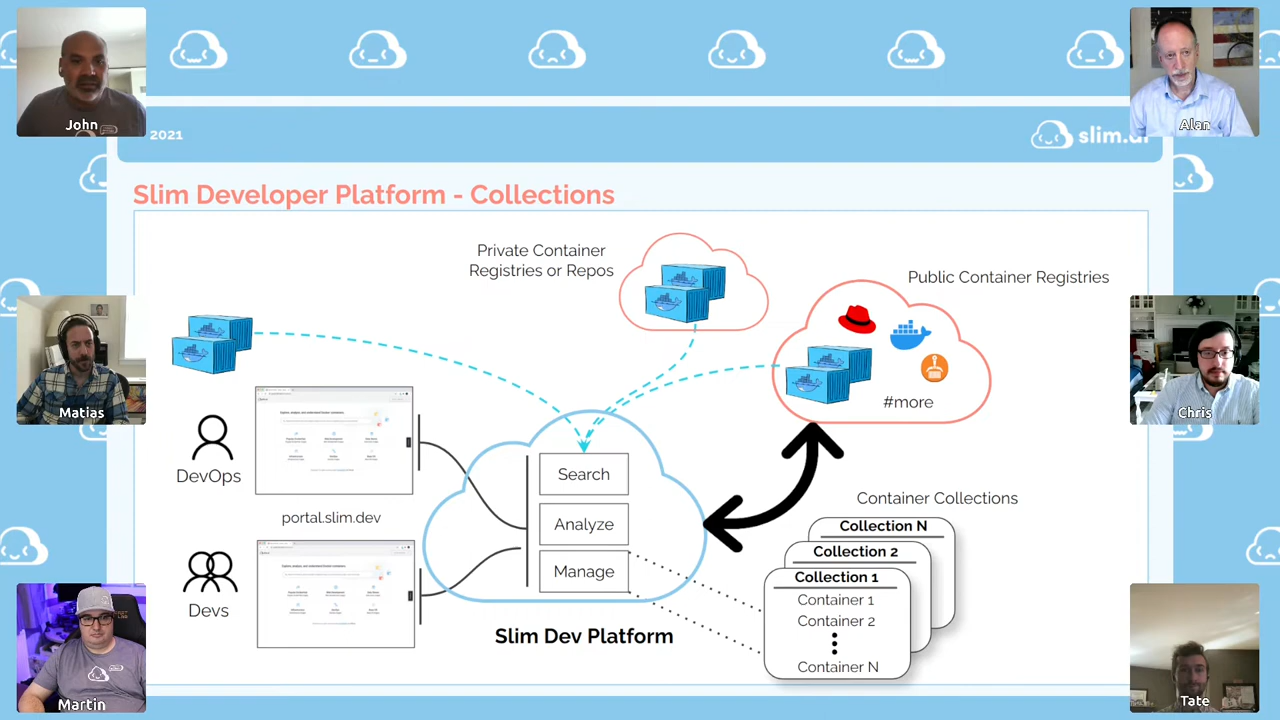 John
Alan
2021
slim.ai
Slim Developer Platform - Collections
Private Container
Registries or Repos
Public Container Registries
#more
Matias
Chris
DevOps
portal.slim.dev
Devs
Search
Analyze
Manage
Slim Dev Platform
Container Collections
Collection N
Collection 2
Collection 1
Container 1
Container 2
Container N
Martin
Tate